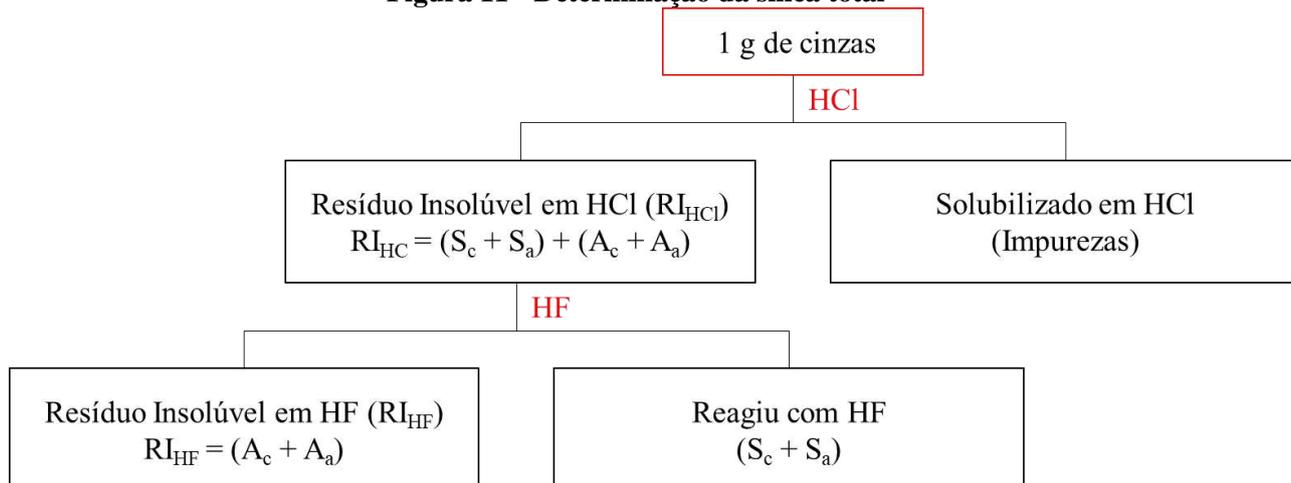 1 g de cinzas
HCl
Resíduo Insolúvel em HCl (RI_HCl)
RI_HC = (S_c + S_a) + (A_c + A_a)
Solubilizado em HCl
(Impurezas)
HF
Resíduo Insolúvel em HF (RI_HF)
RI_HF = (A_c + A_a)
Reagiu com HF
(S_c + S_a)